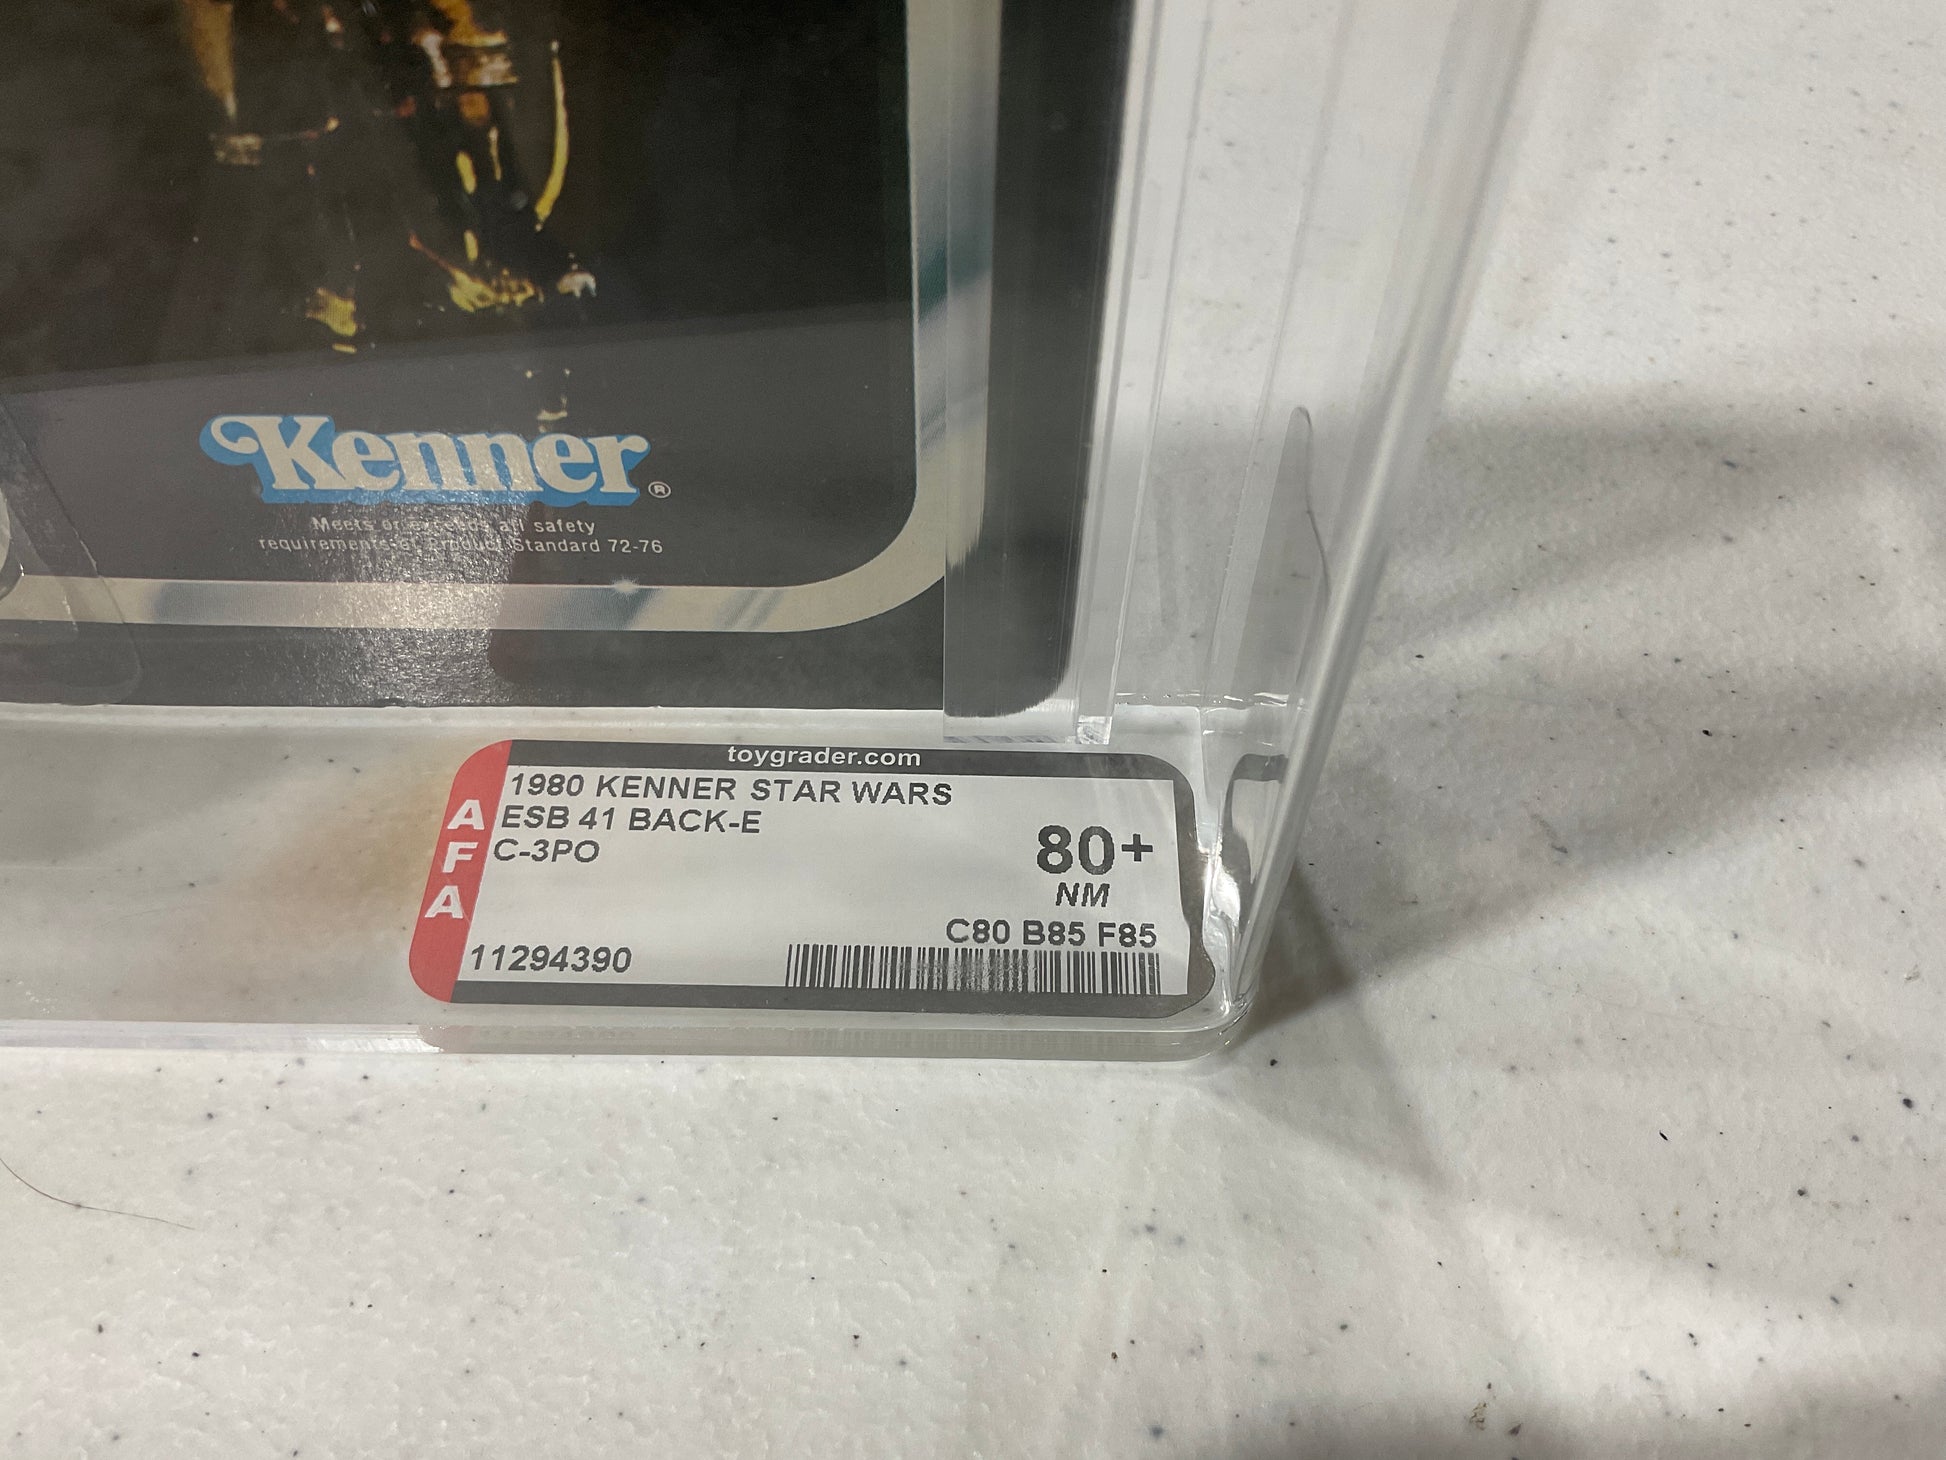 Kenner®
Meets or exceeds all safety
requirements of Product Standard 72-76
toygrader.com
AFA
1980 KENNER STAR WARS
ESB 41 BACK-E
C-3PO
80+
NM
C80 B85 F85
11294390